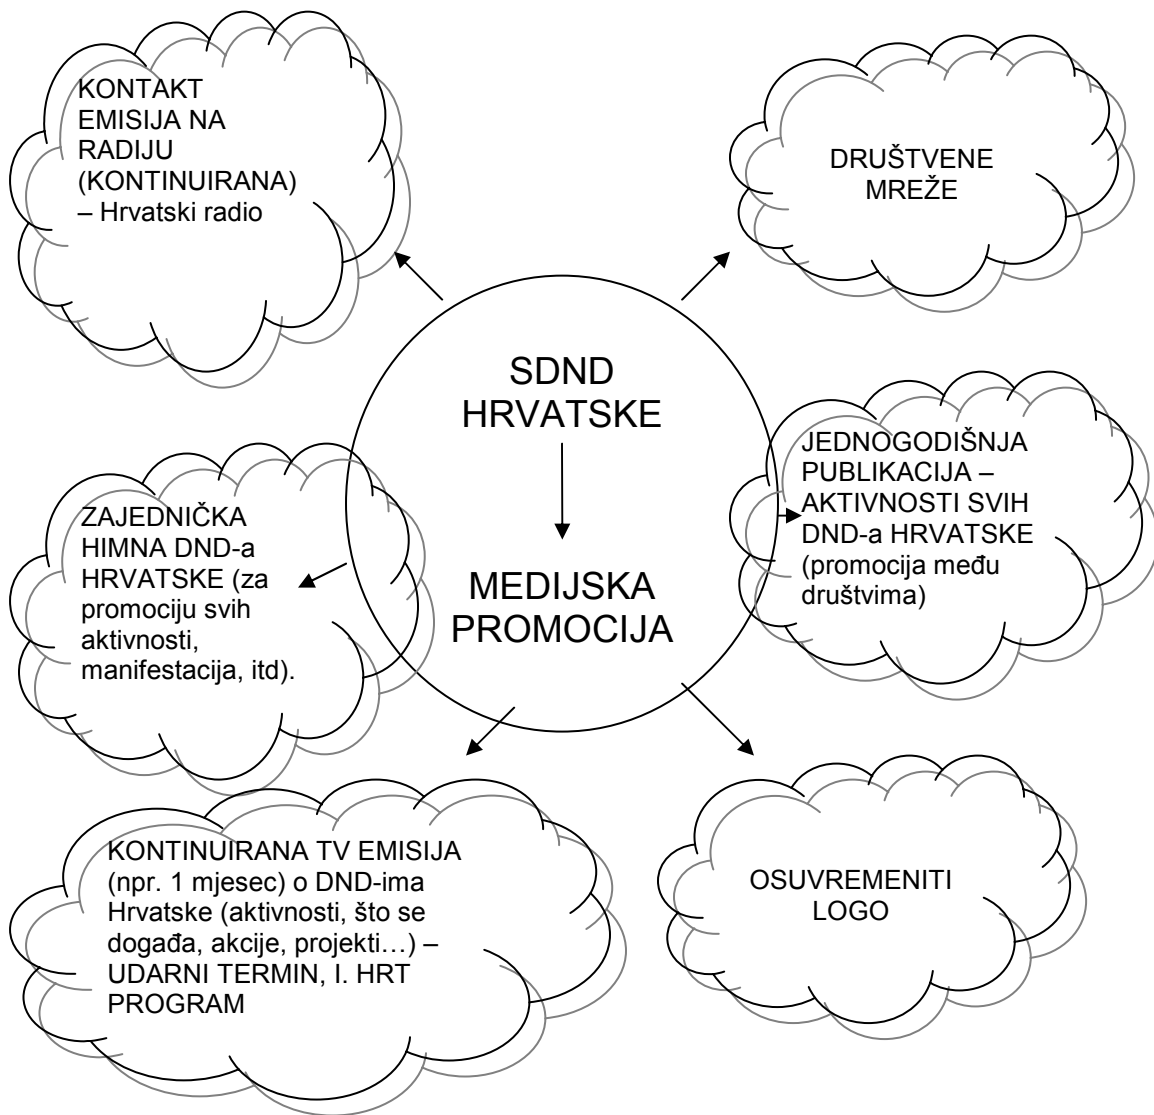 KONTAKT
EMISIJA NA
RADIJU
(KONTINUIRANA)
– Hrvatski radio
DRUŠTVENE
MREŽE
SDND
HRVATSKE
MEDIJSKA
PROMOCIJA
JEDNOGODIŠNJA
PUBLIKACIJA –
AKTIVNOSTI SVIH
DND-a HRVATSKE
(promocija među
društvima)
ZAJEDNIČKA
HIMNA DND-a
HRVATSKE (za
promociju svih
aktivnosti,
manifestacija, itd).
KONTINUIRANA TV EMISIJA
(npr. 1 mjesec) o DND-ima
Hrvatske (aktivnosti, što se
događa, akcije, projekti…) –
UDARNI TERMIN, I. HRT
PROGRAM
OSUVREMENITI
LOGO